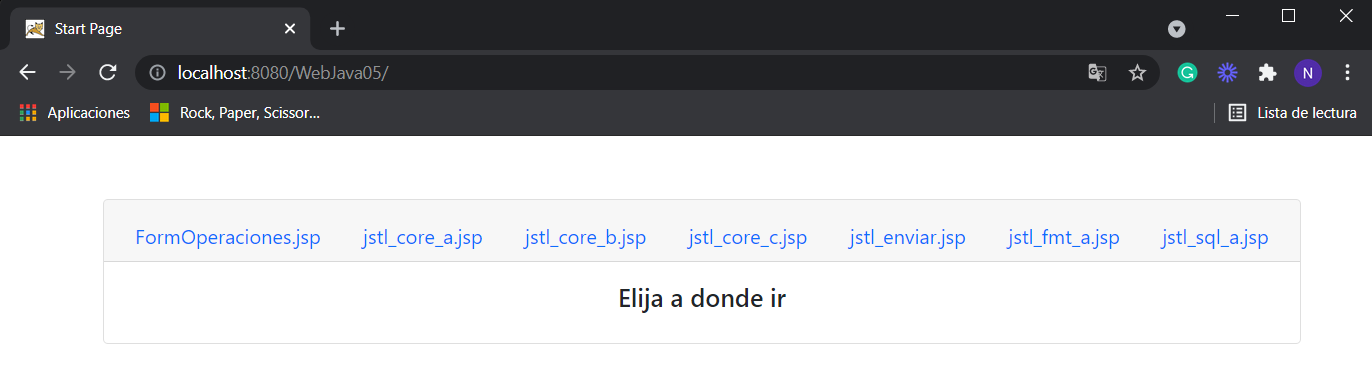 Start Page
localhost:8080/WebJava05/
N
Aplicaciones Rock, Paper, Scissor... Lista de lectura
FormOperaciones.jsp jstl_core_a.jsp jstl_core_b.jsp jstl_core_c.jsp jstl_enviar.jsp jstl_fmt_a.jsp jstl_sql_a.jsp
Elija a donde ir